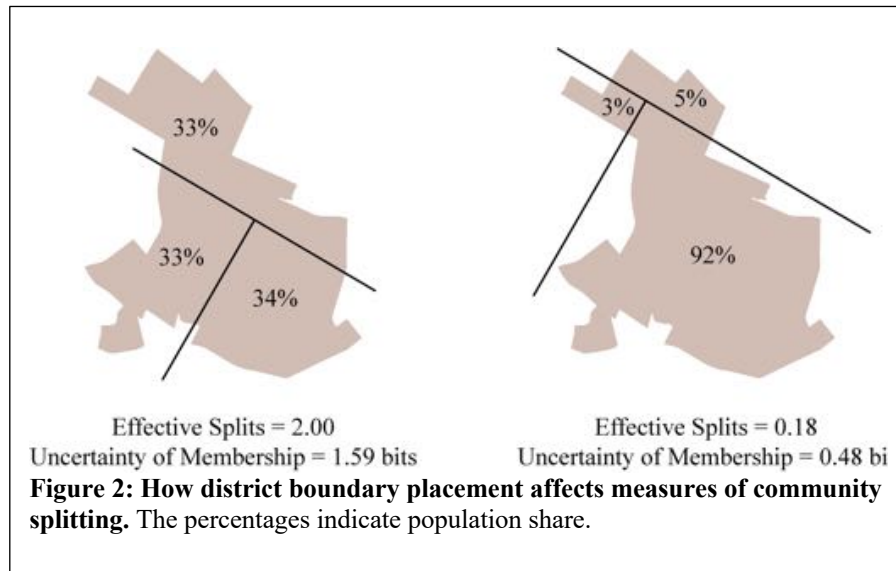 33%
33%
34%
3%
5%
92%
Effective Splits = 2.00
Uncertainty of Membership = 1.59 bits
Effective Splits = 0.18
Uncertainty of Membership = 0.48 bi
Figure 2: How district boundary placement affects measures of community
splitting. The percentages indicate population share.